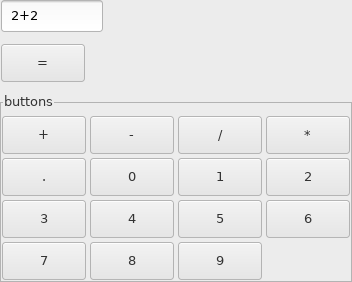 2+2
=
buttons
+ - / *
. 0 1 2
3 4 5 6
7 8 9